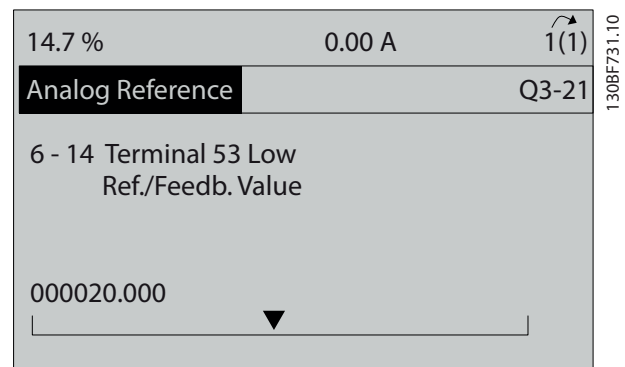 14.7 % 0.00 A 1(1)
Analog Reference Q3-21
6 - 14 Terminal 53 Low
Ref./Feedb. Value
000020.000
130BF731.10